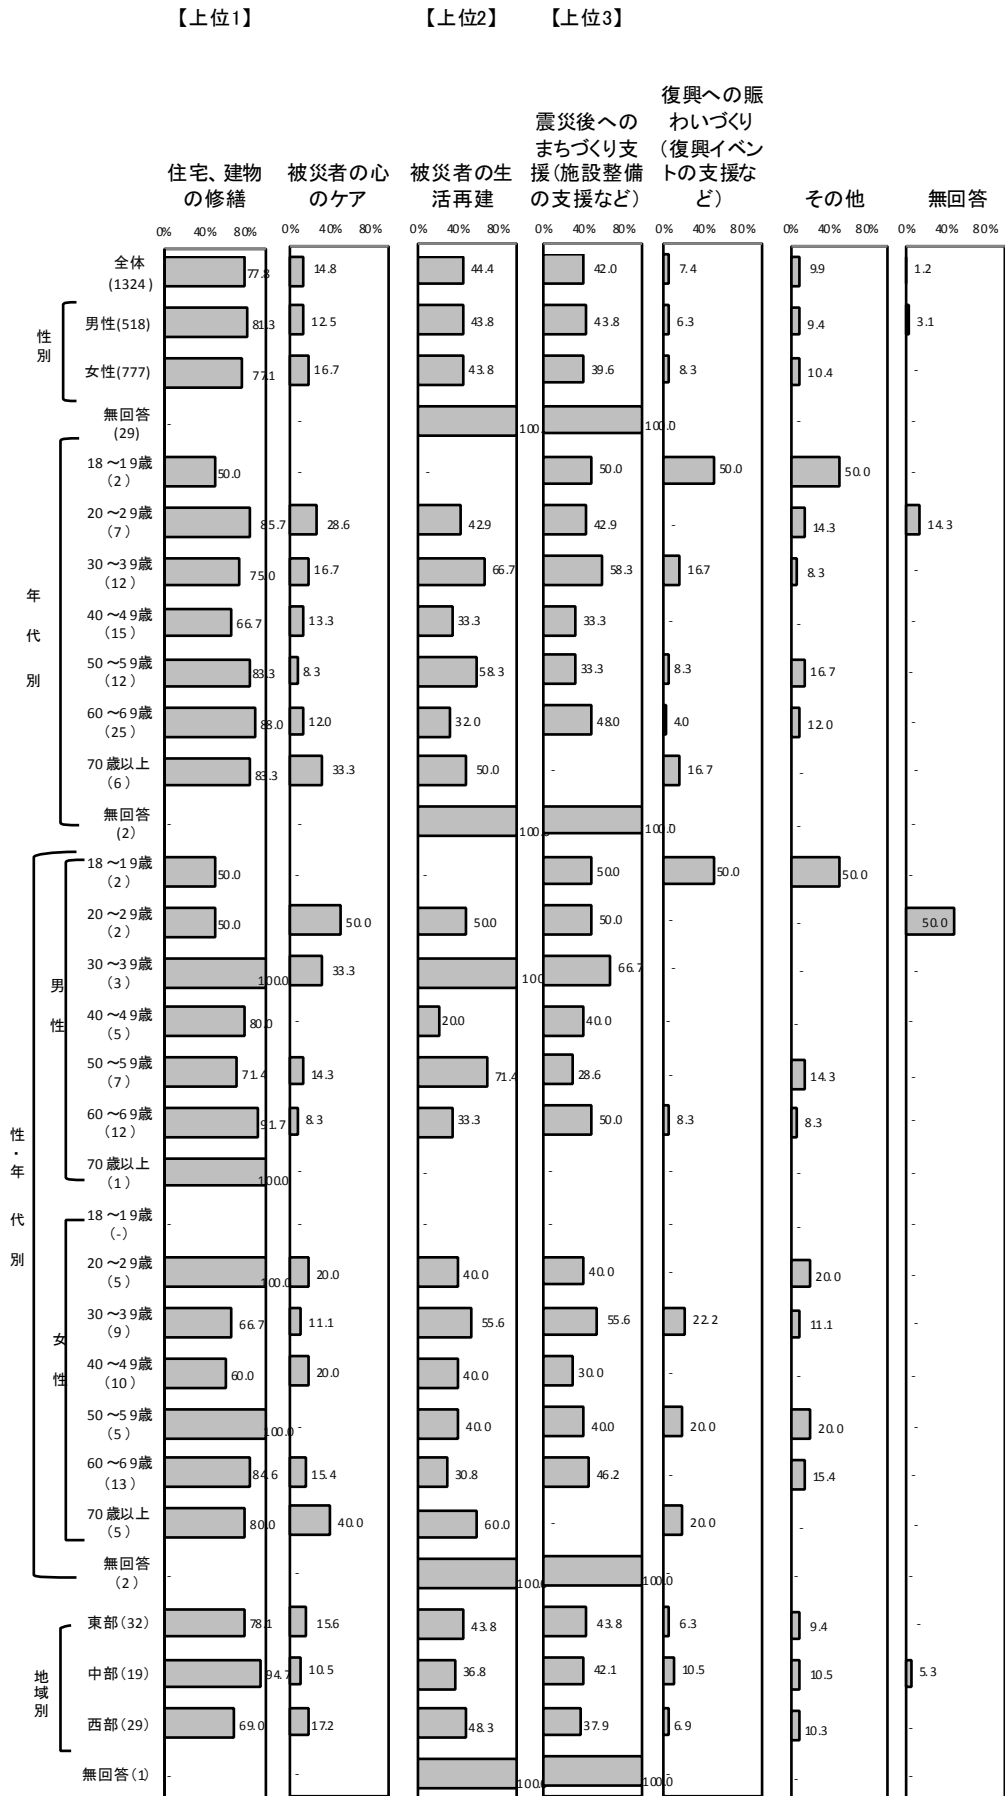 【上位1】 【上位2】 【上位3】
住宅、建物
の修繕
被災者の心
のケア
被災者の生
活再建
震災後への
まちづくり支
援(施設整備
の支援など)
復興への賑
わいづくり
(復興イベン
トの支援な
ど)
その他
無回答
0% 40% 80% 0% 40% 80% 0% 40% 80% 0% 40% 80% 0% 40% 80% 0% 40% 80% 0% 40% 80%
全体
(1324)
77.8 14.8 44.4 42.0 7.4 9.9 1.2
性
別
男性(518) 81.3 12.5 43.8 43.8 6.3 9.4 3.1
女性(777) 77.1 16.7 43.8 39.6 8.3 10.4 -
無回答
(29)
- - 100. 100.0 - - -
年
代
別
18～19歳
(2)
50.0 - - 50.0 50.0 50.0 -
20～29歳
(7)
85.7 28.6 42.9 42.9 - 14.3 14.3
30～39歳
(12)
75.0 16.7 66.7 58.3 16.7 8.3 -
40～49歳
(15)
66.7 13.3 33.3 33.3 - - -
50～59歳
(12)
83.3 8.3 58.3 33.3 8.3 16.7 -
60～69歳
(25)
88.0 12.0 32.0 48.0 4.0 12.0 -
70歳以上
(6)
83.3 33.3 50.0 - 16.7 - -
無回答
(2)
- - 100.0 100.0 - - -
性
・
年
代
別
男
性
18～19歳
(2)
50.0 - - 50.0 50.0 50.0 -
20～29歳
(2)
50.0 50.0 50.0 50.0 - - 50.0
30～39歳
(3)
100.0 33.3 100 66.7 - - -
40～49歳
(5)
80.0 - 20.0 40.0 - - -
50～59歳
(7)
71.4 14.3 71.4 28.6 - 14.3 -
60～69歳
(12)
91.7 8.3 33.3 50.0 8.3 8.3 -
70歳以上
(1)
100.0 - - - - - -
女
性
18～19歳
(-)
- - - - - - -
20～29歳
(5)
100.0 20.0 40.0 40.0 - 20.0 -
30～39歳
(9)
66.7 11.1 55.6 55.6 22.2 11.1 -
40～49歳
(10)
60.0 20.0 40.0 30.0 - - -
50～59歳
(5)
100.0 - 40.0 40.0 20.0 20.0 -
60～69歳
(13)
84.6 15.4 30.8 46.2 - 15.4 -
70歳以上
(5)
80.0 40.0 60.0 - 20.0 - -
無回答
(2)
- - 100.0 100.0 - - -
地
域
別
東部(32) 78.1 15.6 43.8 43.8 6.3 9.4 -
中部(19) 94.7 10.5 36.8 42.1 10.5 10.5 5.3
西部(29) 69.0 17.2 48.3 37.9 6.9 10.3 -
無回答(1) - - 100.0 100.0 - - -